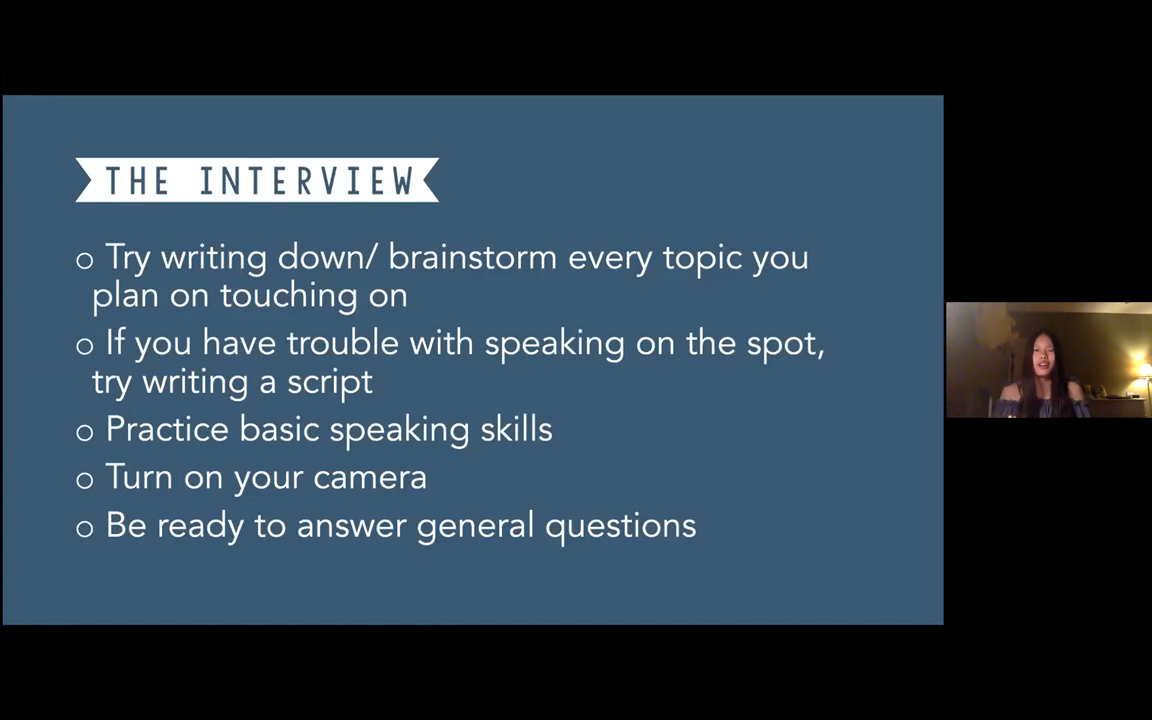 THE INTERVIEW
o Try writing down/ brainstorm every topic you
plan on touching on
o If you have trouble with speaking on the spot,
try writing a script
o Practice basic speaking skills
o Turn on your camera
o Be ready to answer general questions